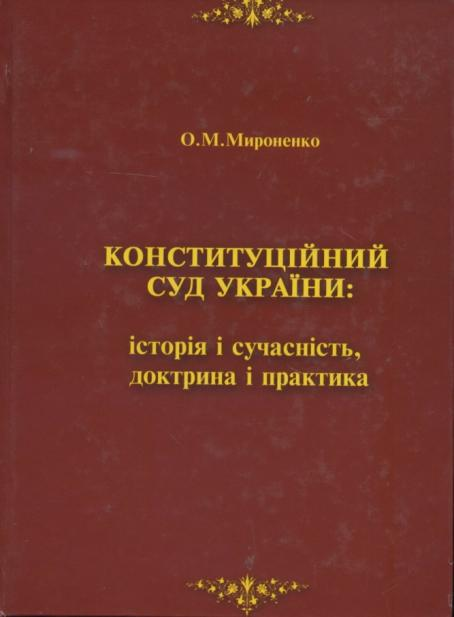 О.М.Мироненко
КОНСТИТУЦІЙНИЙ
СУД УКРАЇНИ:
історія і сучасність,
доктрина і практика